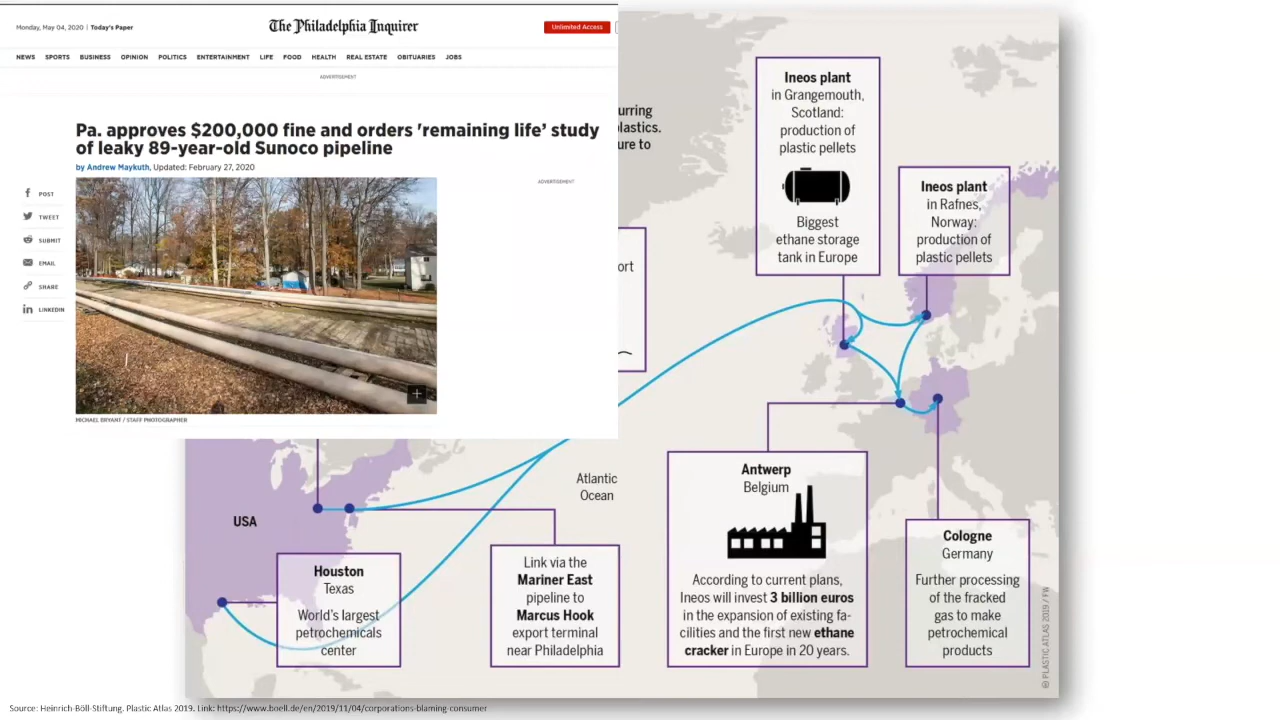 Monday, May 04, 2020 | Today's Paper
The Philadelphia Inquirer
Unlimited Access
NEWS SPORTS BUSINESS OPINION POLITICS ENTERTAINMENT LIFE FOOD HEALTH REAL ESTATE OBITUARIES JOBS
ADVERTISEMENT
Pa. approves $200,000 fine and orders 'remaining life' study
of leaky 89-year-old Sunoco pipeline
by Andrew Maykuth, Updated: February 27, 2020
ADVERTISEMENT
POST
TWEET
SUBMIT
EMAIL
SHARE
LINKEDIN
MICHAEL BRYANT / STAFF PHOTOGRAPHER
urring
lastics.
ure to
ort
Ineos plant
in Grangemouth,
Scotland:
production of
plastic pellets
Biggest
ethane storage
tank in Europe
Ineos plant
in Rafnes,
Norway:
production of
plastic pellets
Atlantic
Ocean
USA
Houston
Texas
World's largest
petrochemicals
center
Link via the
Mariner East
pipeline to
Marcus Hook
export terminal
near Philadelphia
Antwerp
Belgium
According to current plans,
Ineos will invest 3 billion euros
in the expansion of existing fa-
cilities and the first new ethane
cracker in Europe in 20 years.
Cologne
Germany
Further processing
of the fracked
gas to make
petrochemical
products
© PLASTIC ATLAS 2019 / FW
Source: Heinrich-Böll-Stiftung. Plastic Atlas 2019. Link: https://www.boell.de/en/2019/11/04/corporations-blaming-consumer